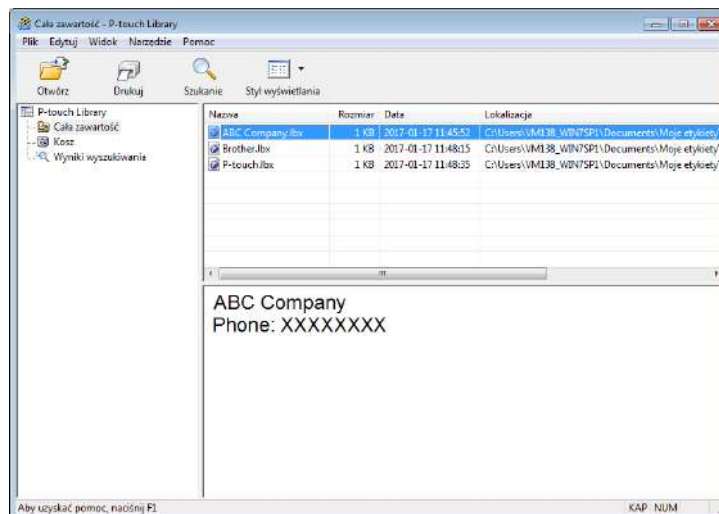 Cała zawartość - P-touch Library
Plik Edytuj Widok Narzędzie Pomoc
Otwórz Drukuj Szukanie Styl wyświetlania
P-touch Library
Cała zawartość
Kosz
Wyniki wyszukiwania
Nazwa Rozmiar Data Lokalizacja
ABC Company.lbx 1 KB 2017-01-17 11:45:52 C:\Users\VM138_WIN7SP1\Documents\Moje etykiety\
Brother.lbx 1 KB 2017-01-17 11:48:15 C:\Users\VM138_WIN7SP1\Documents\Moje etykiety\
P-touch.lbx 1 KB 2017-01-17 11:48:35 C:\Users\VM138_WIN7SP1\Documents\Moje etykiety\
ABC Company
Phone: XXXXXXXX
Aby uzyskać pomoc, naciśnij F1 KAP NUM